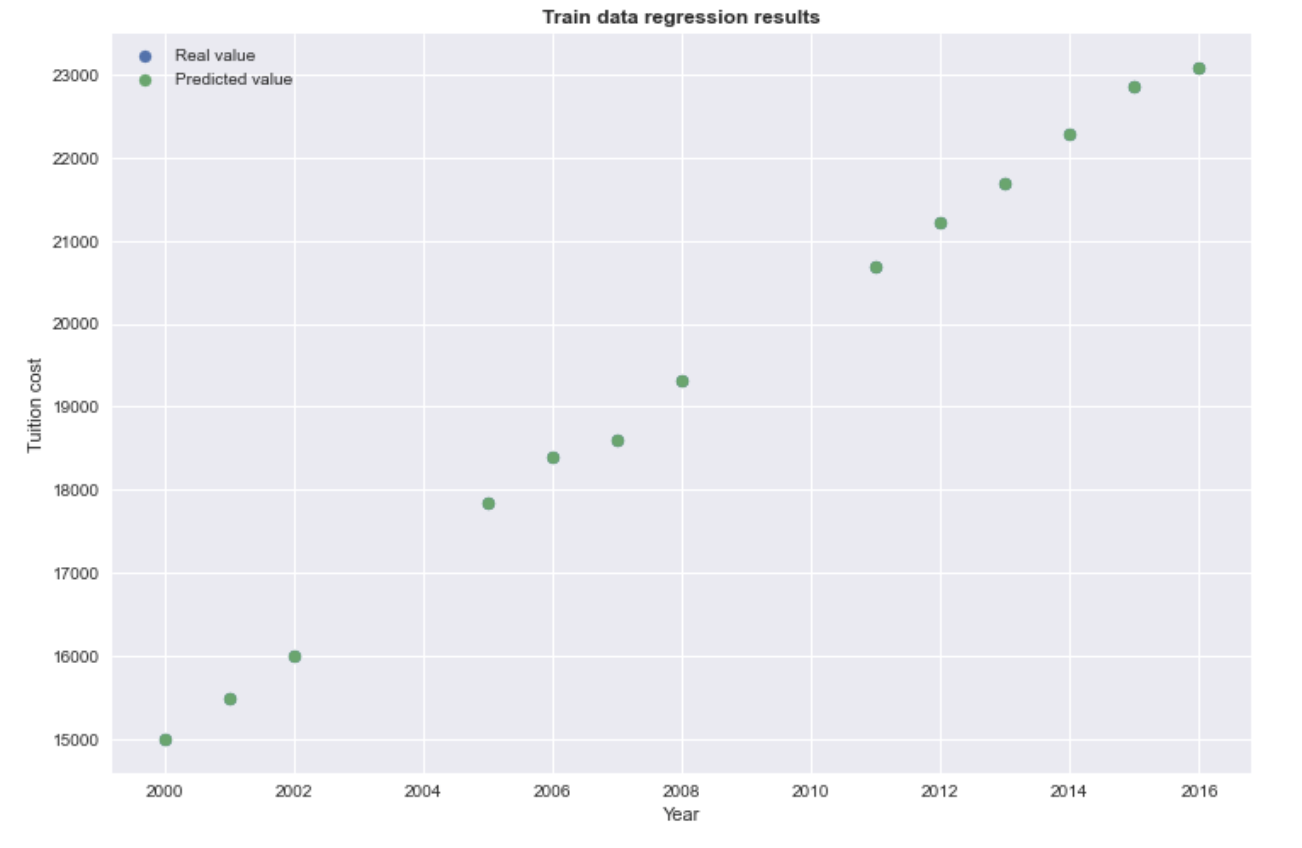 Train data regression results
Real value
Predicted value
23000
22000
21000
20000
19000
18000
17000
16000
15000
Tuition cost
2000 2002 2004 2006 2008 2010 2012 2014 2016
Year